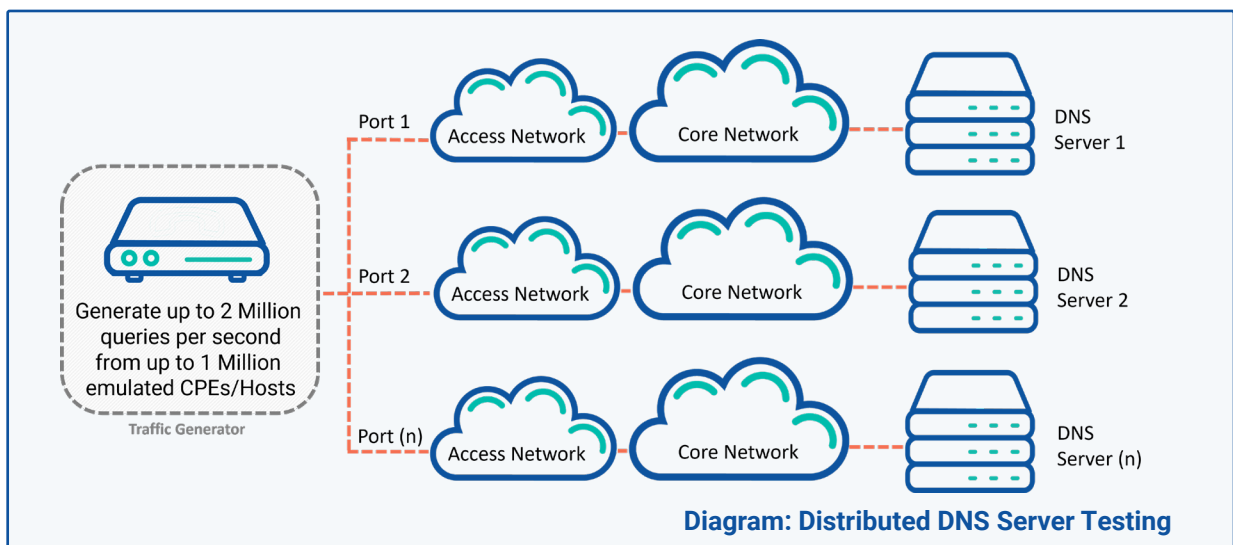 Generate up to 2 Million
queries per second
from up to 1 Million
emulated CPEs/Hosts
Traffic Generator
Port 1
Access Network
Core Network
DNS
Server 1
Port 2
Access Network
Core Network
DNS
Server 2
Port (n)
Access Network
Core Network
DNS
Server (n)
Diagram: Distributed DNS Server Testing